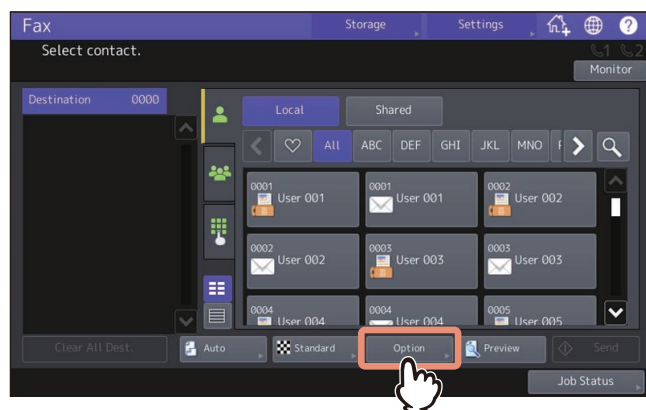 Fax Storage Settings ?
Select contact. 1 2
Monitor
Destination 0000
Local Shared
All ABC DEF GHI JKL MNO
0001 User 001 0001 User 001 0002 User 002
0002 User 002 0003 User 003 0003 User 003
0004 User 004 0004 User 004 0005 User 005
Clear All Dest. Auto Standard Option Preview Send
Job Status